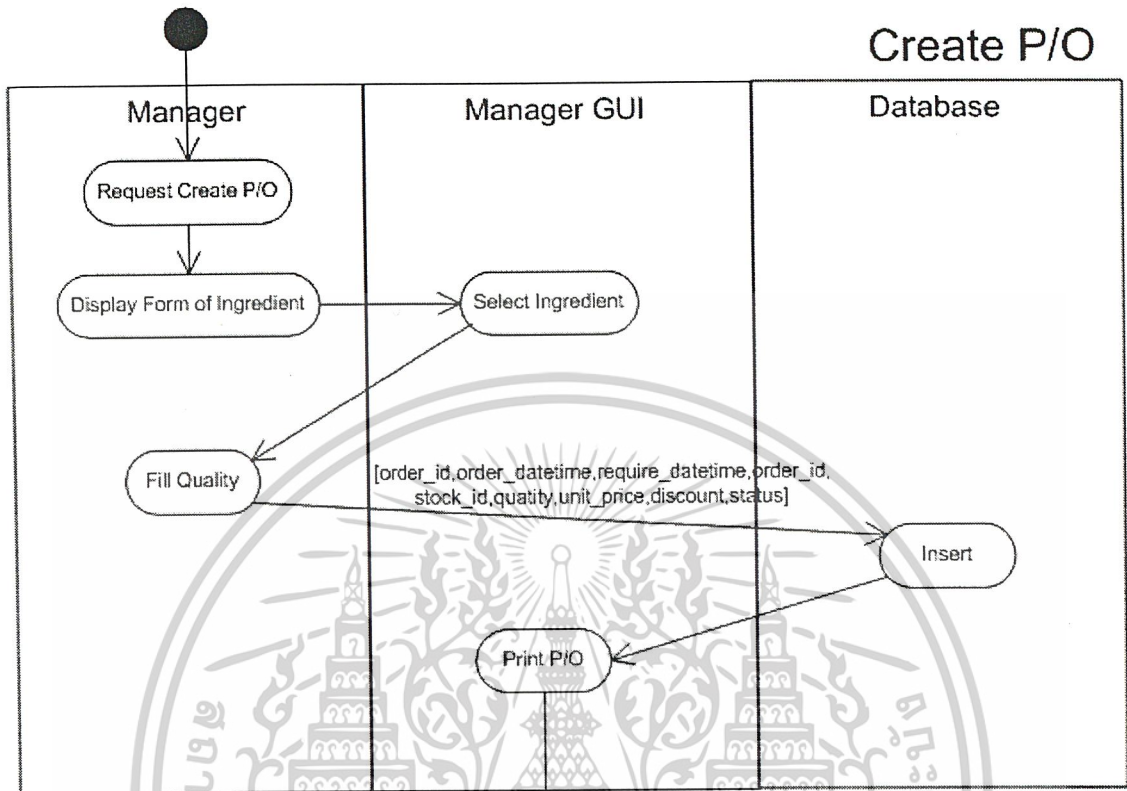 Create P/O
Manager
Manager GUI
Database
Request Create P/O
Display Form of Ingredient
Select Ingredient
Fill Quality
[order_id,order_datetime,require_datetime,order_id,
stock_id,quatity,unit_price,discount,status]
Insert
Print P/O